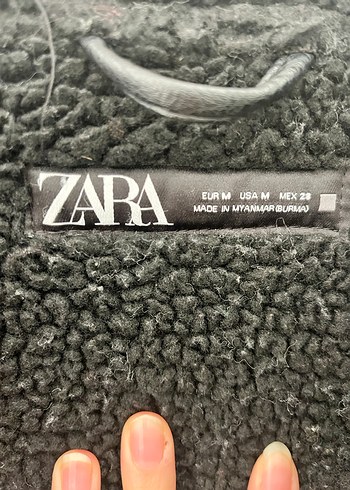 ZARA
EUR M USA M MEX 28
MADE IN MYANMAR(BURMA)